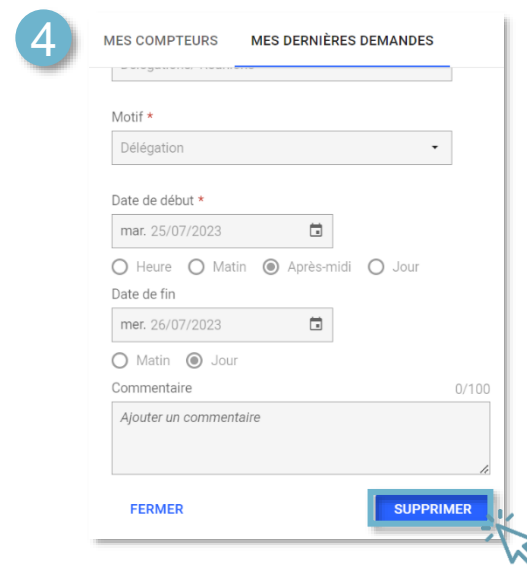 4
MES COMPTEURS MES DERNIÈRES DEMANDES
Motif *
Délégation
Date de début *
mar. 25/07/2023
Heure Matin Après-midi Jour
Date de fin
mer. 26/07/2023
Matin Jour
Commentaire 0/100
Ajouter un commentaire
FERMER SUPPRIMER